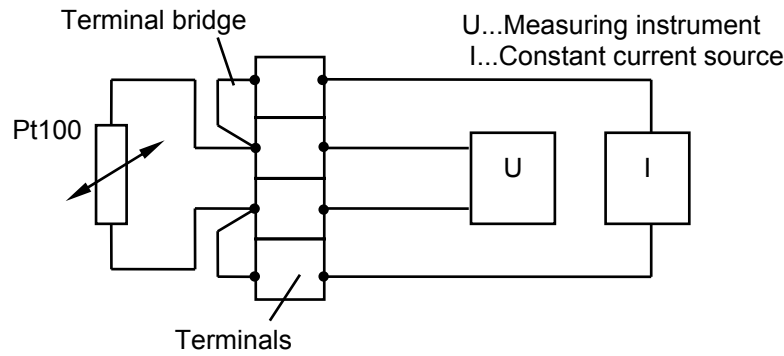 Terminal bridge
U...Measuring instrument
I...Constant current source
Pt100
U
I
Terminals